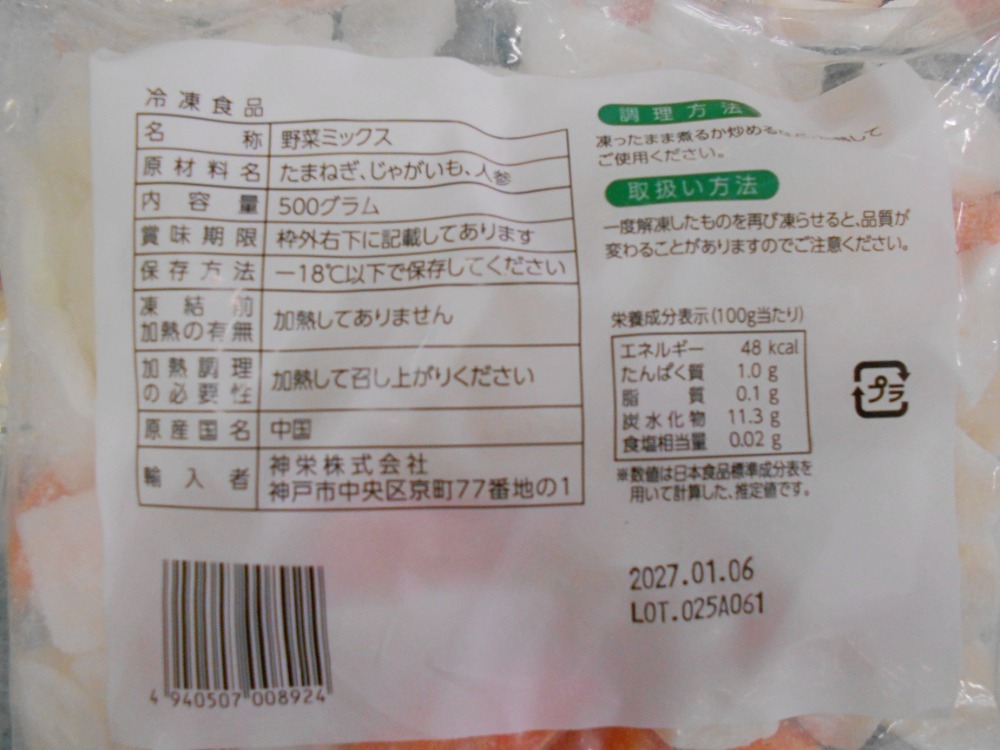 冷凍食品
名称 野菜ミックス
原材料名 たまねぎ、じゃがいも、人参
内容量 500グラム
賞味期限 枠外右下に記載してあります
保存方法 −18℃以下で保存してください
凍結前
加熱の有無 加熱してありません
加熱調理
の必要性 加熱して召し上がりください
原産国名 中国
輸入者 神栄株式会社
神戸市中央区京町77番地の1
4 940507 008924
調理方法
凍ったまま煮るか炒める して
ご使用ください。
取扱い方法
一度解凍したものを再び凍らせると、品質が
変わることがありますのでご注意ください。
栄養成分表示(100g当たり)
エネルギー 48 kcal
たんぱく質 1.0 g
脂質 0.1 g
炭水化物 11.3 g
食塩相当量 0.02 g
※数値は日本食品標準成分表を
用いて計算した、推定値です。
プラ
2027.01.06
LOT.025A061